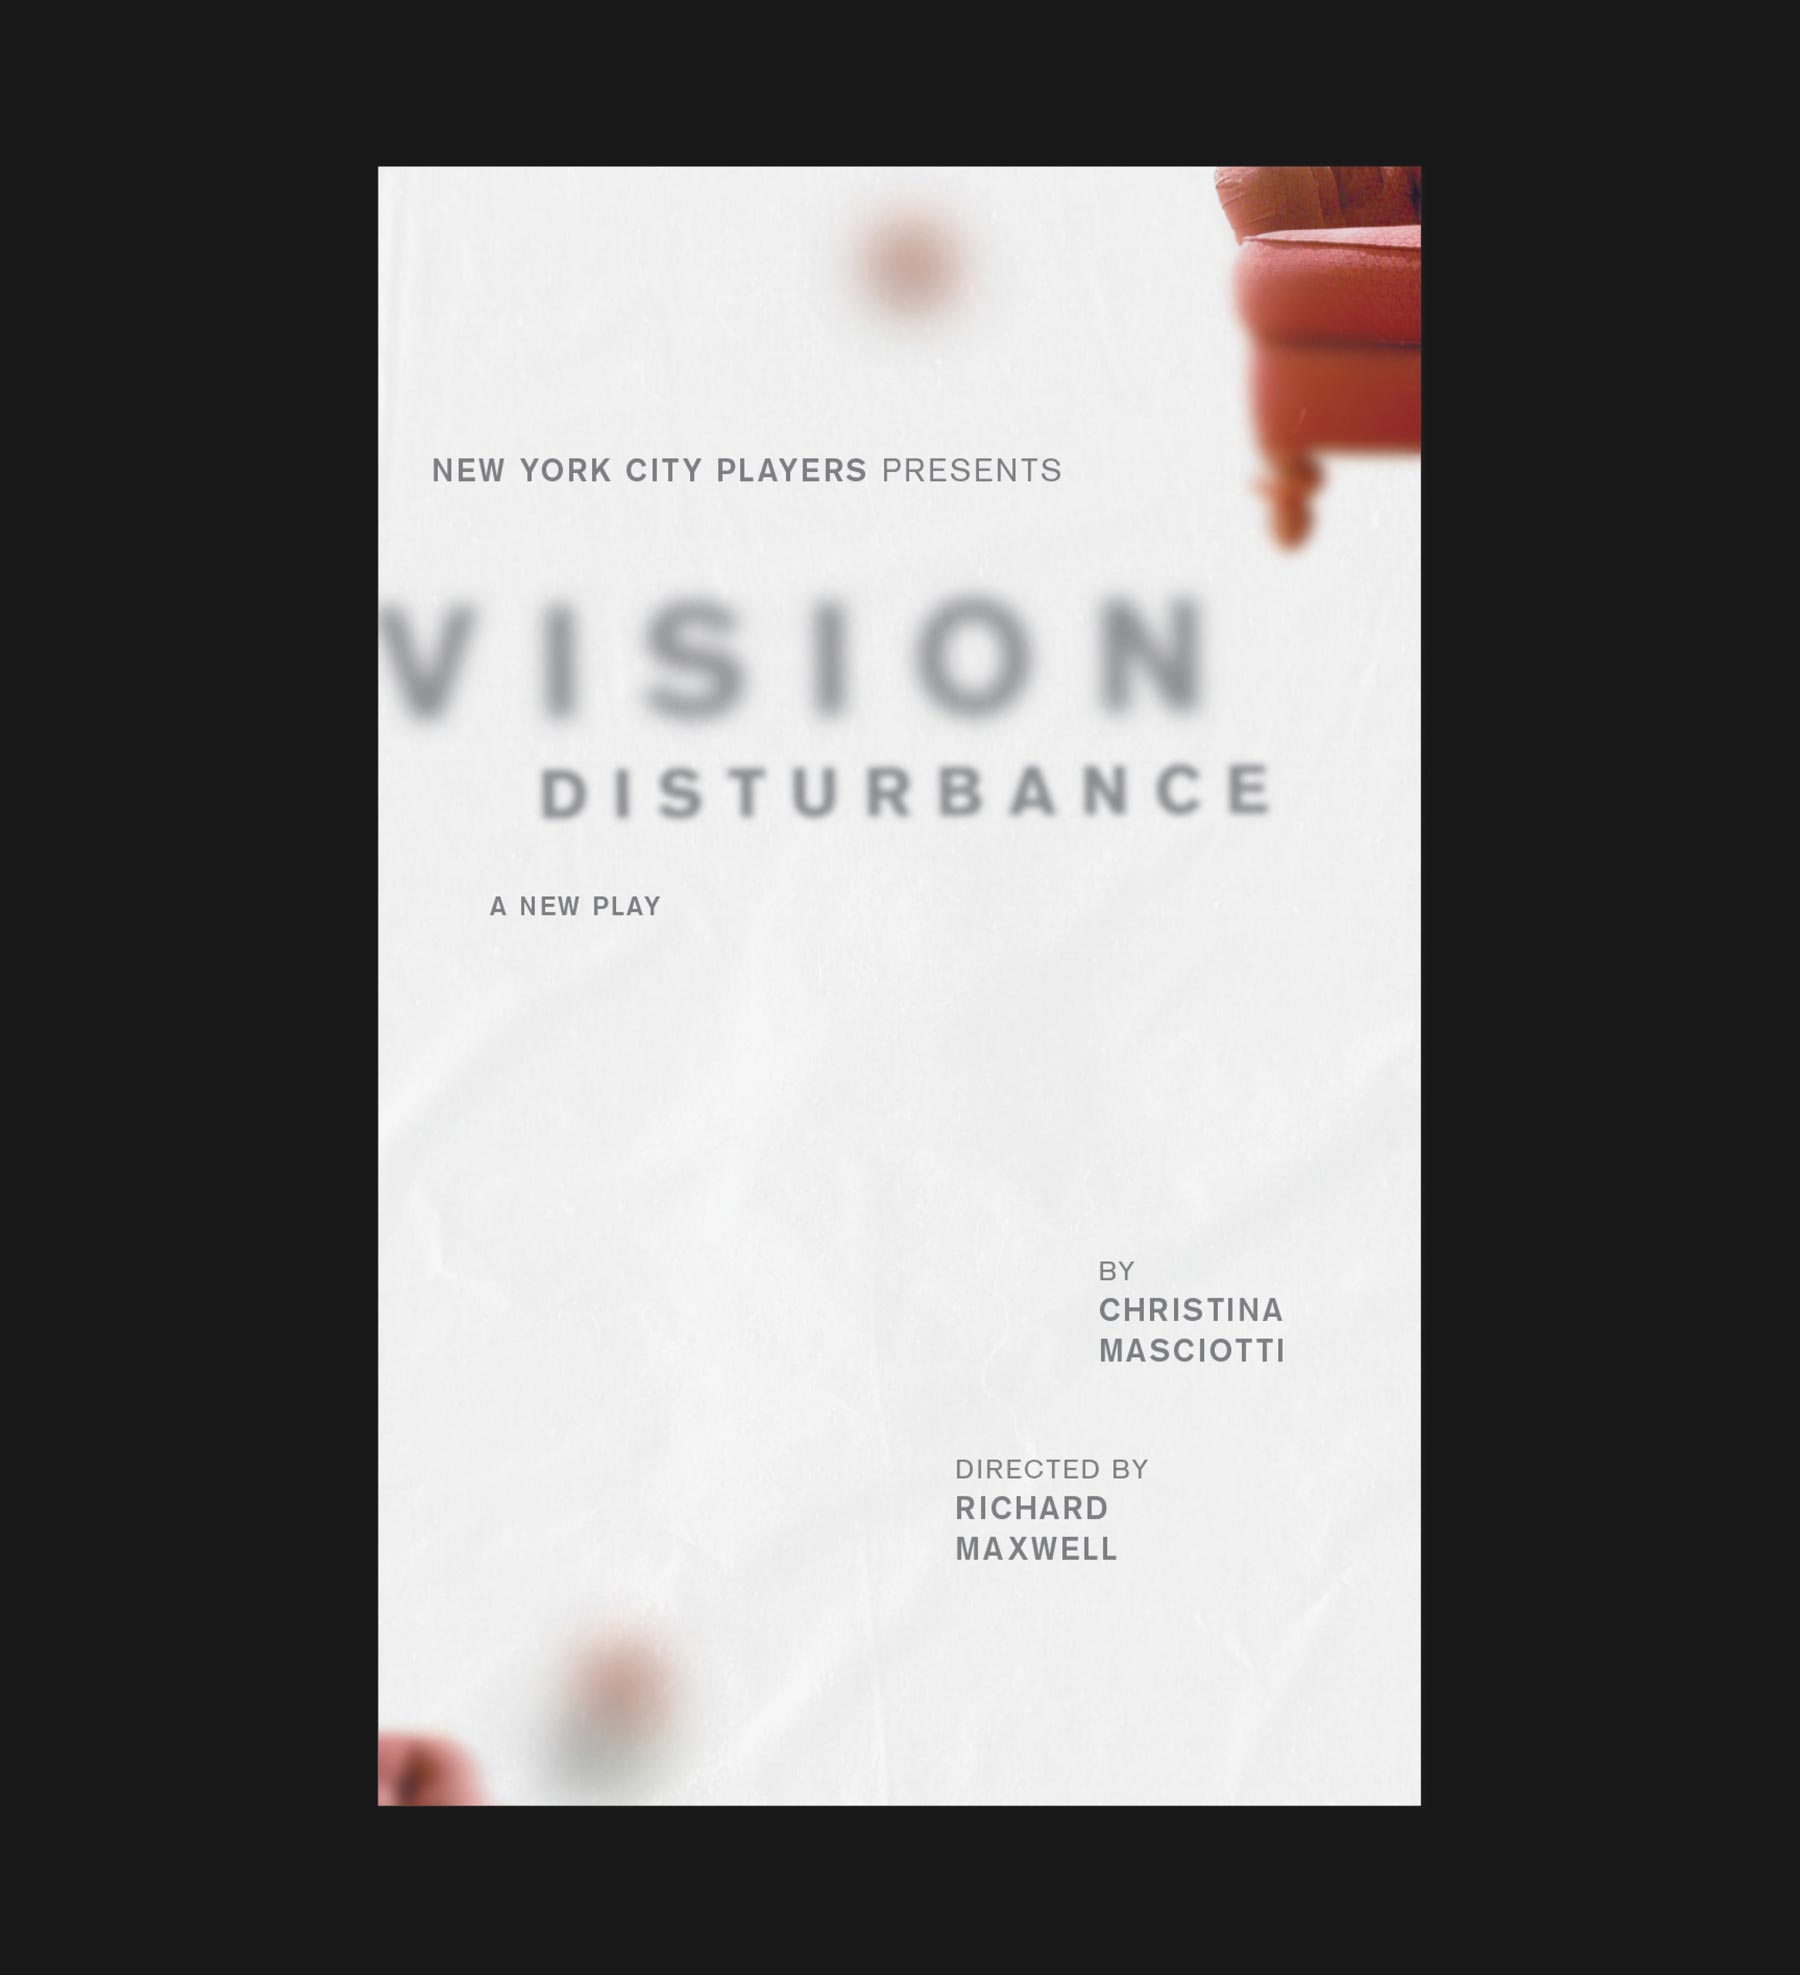 NEW YORK CITY PLAYERS PRESENTS
VISION
DISTURBANCE
A NEW PLAY
BY
CHRISTINA
MASCIOTTI
DIRECTED BY
RICHARD
MAXWELL